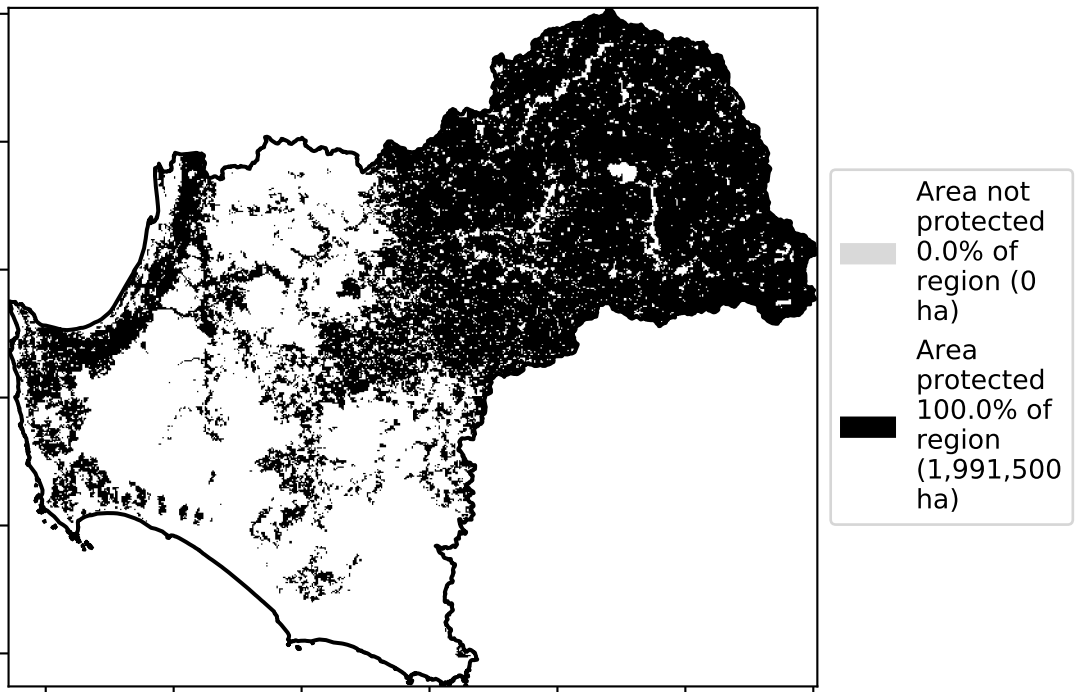 Area not
protected
0.0% of
region (0
ha)
Area
protected
100.0% of
region
(1,991,500
ha)